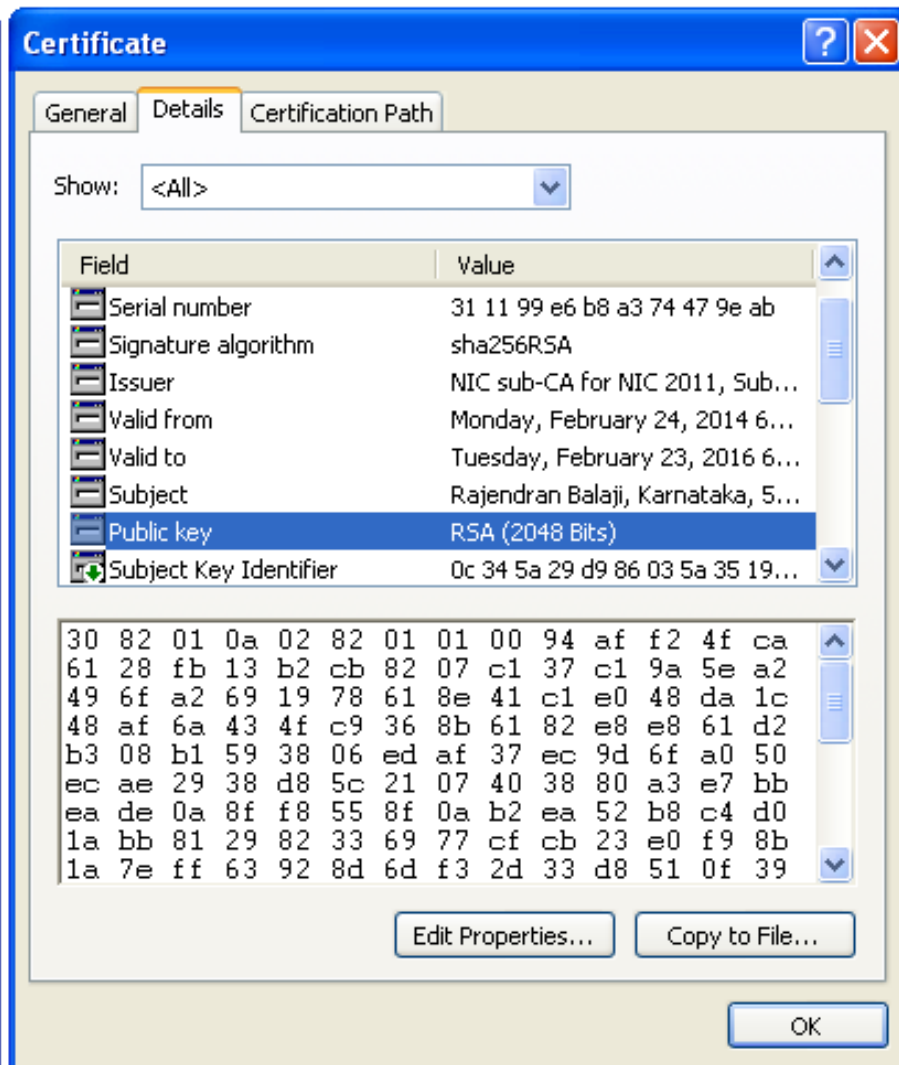 Certificate
General Details Certification Path
Show: <All>
Field Value
Serial number 31 11 99 e6 b8 a3 74 47 9e ab
Signature algorithm sha256RSA
Issuer NIC sub-CA for NIC 2011, Sub...
Valid from Monday, February 24, 2014 6...
Valid to Tuesday, February 23, 2016 6...
Subject Rajendran Balaji, Karnataka, 5...
Public key RSA (2048 Bits)
Subject Key Identifier 0c 34 5a 29 d9 86 03 5a 35 19...
30 82 01 0a 02 82 01 01 00 94 af f2 4f ca
61 28 fb 13 b2 cb 82 07 c1 37 c1 9a 5e a2
49 6f a2 69 19 78 61 8e 41 c1 e0 48 da 1c
48 af 6a 43 4f c9 36 8b 61 82 e8 e8 61 d2
b3 08 b1 59 38 06 ed af 37 ec 9d 6f a0 50
ec ae 29 38 d8 5c 21 07 40 38 80 a3 e7 bb
ea de 0a 8f f8 55 8f 0a b2 ea 52 b8 c4 d0
1a bb 81 29 82 33 69 77 cf cb 23 e0 f9 8b
1a 7e ff 63 92 8d 6d f3 2d 33 d8 51 0f 39
Edit Properties... Copy to File...
OK